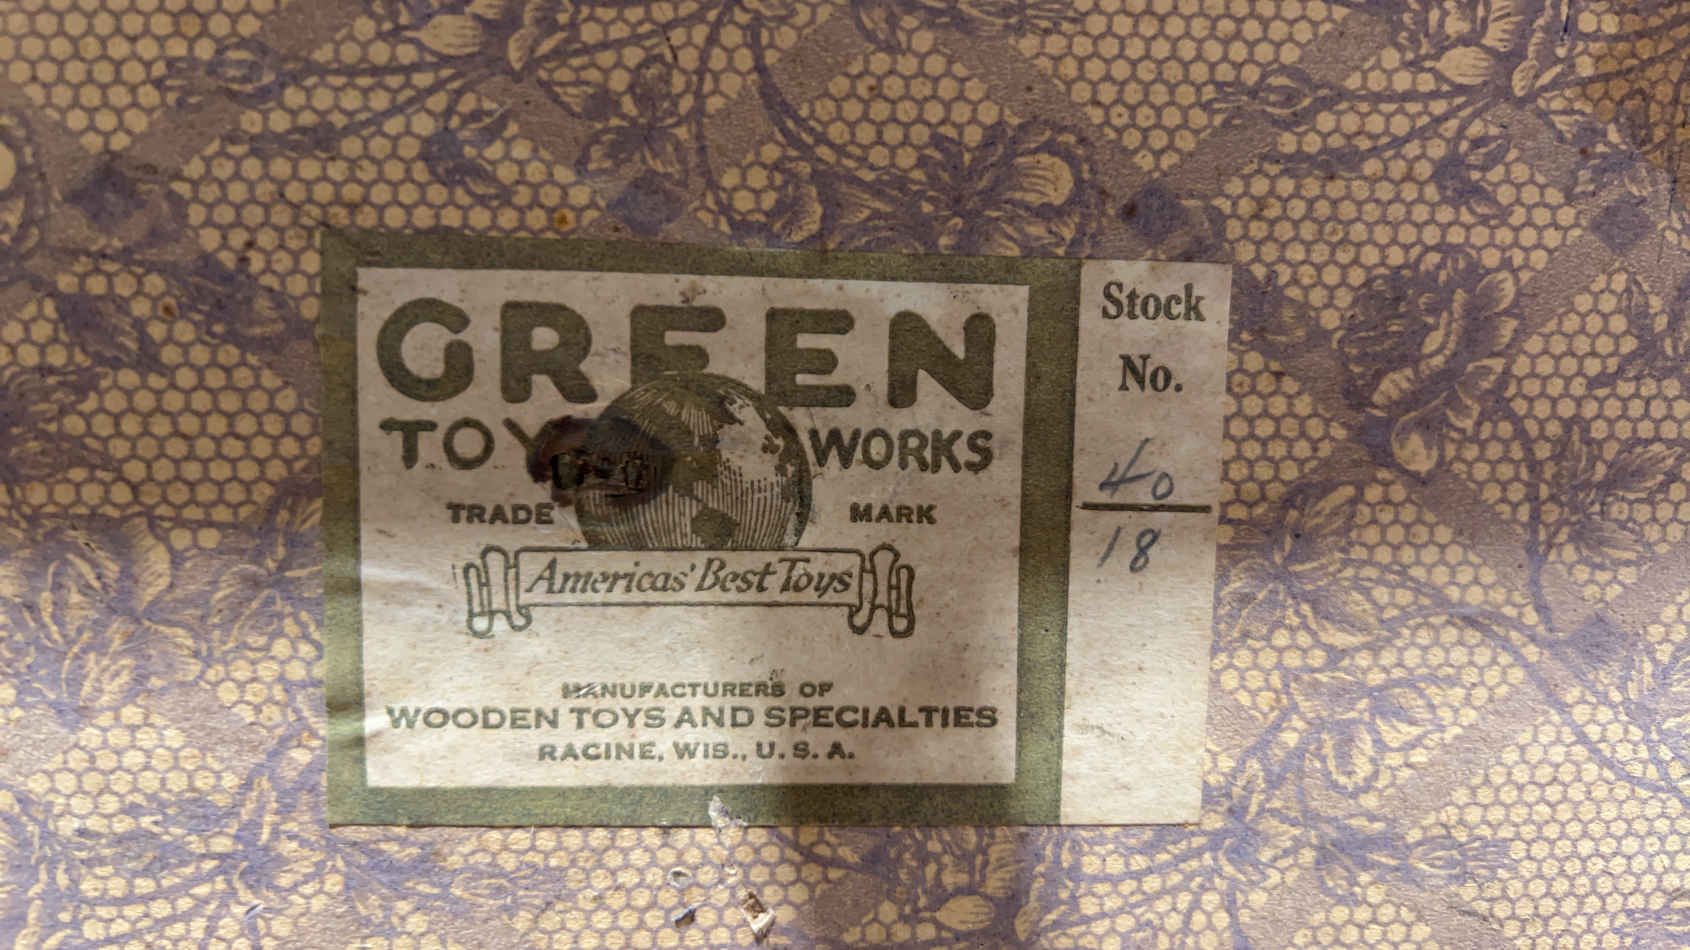 GREEN
TOY WORKS
TRADE MARK
Americas' Best Toys
MANUFACTURERS OF
WOODEN TOYS AND SPECIALTIES
RACINE, WIS., U. S. A.
Stock
No.
40
18